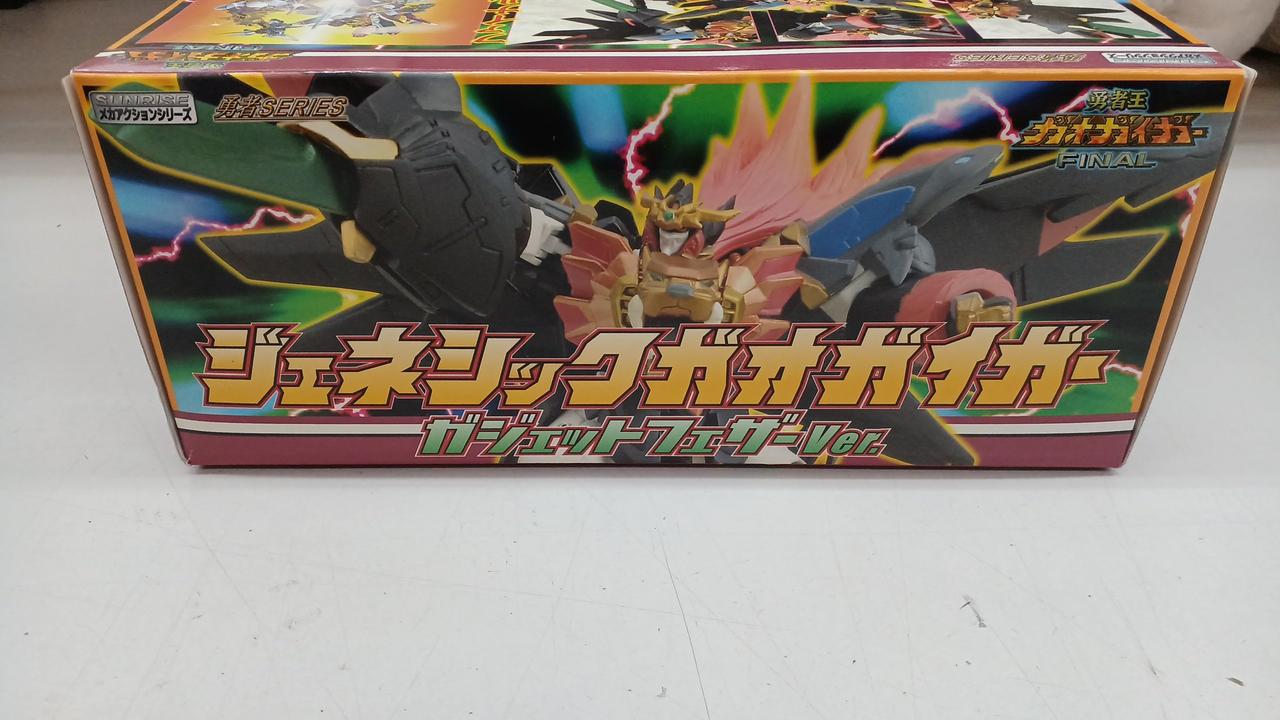 SUNRISE
メカアクションシリーズ
勇者SERIES
勇者王
ガオガイガー
FINAL
ジェネシックガオガイガー
ガジェットフェザーVer.